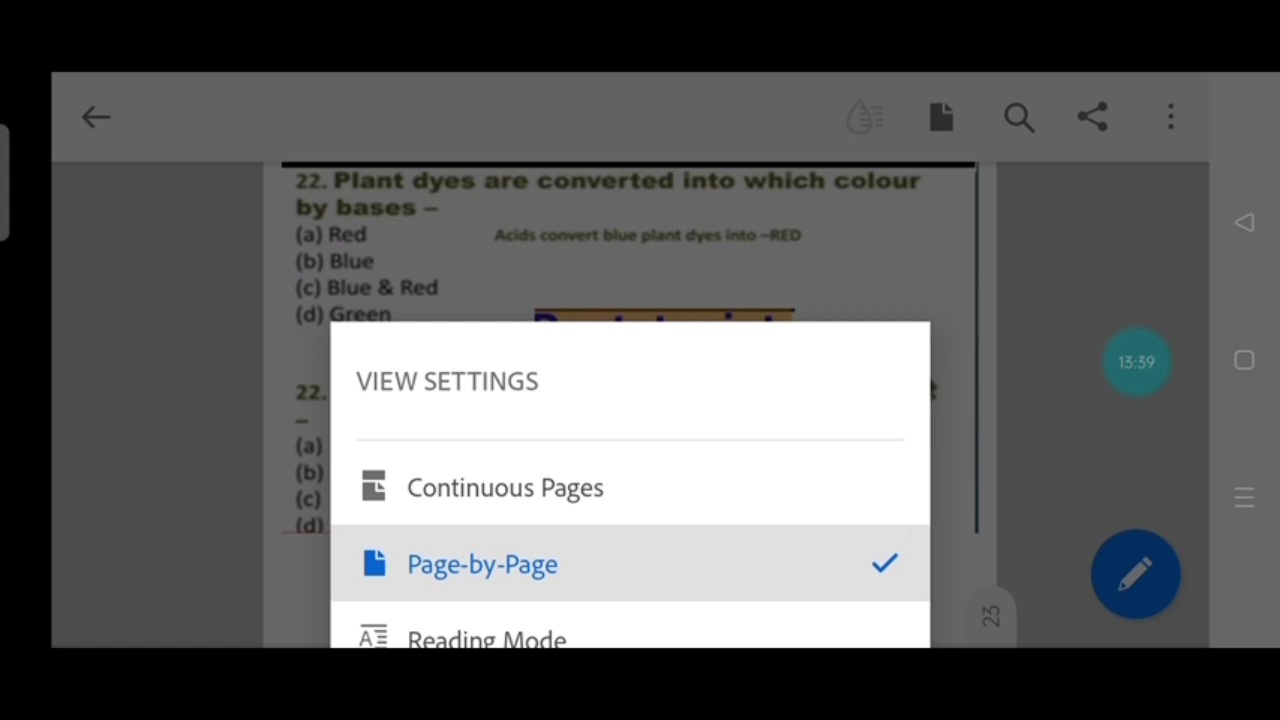 22. Plant dyes are converted into which colour
by bases –
(a) Red
Acids convert blue plant dyes into –RED
(b) Blue
(c) Blue & Red
(d) Green
22.
–
(a)
(b)
(c)
(d)
VIEW SETTINGS
Continuous Pages
Page-by-Page
Reading Mode
13:39
23